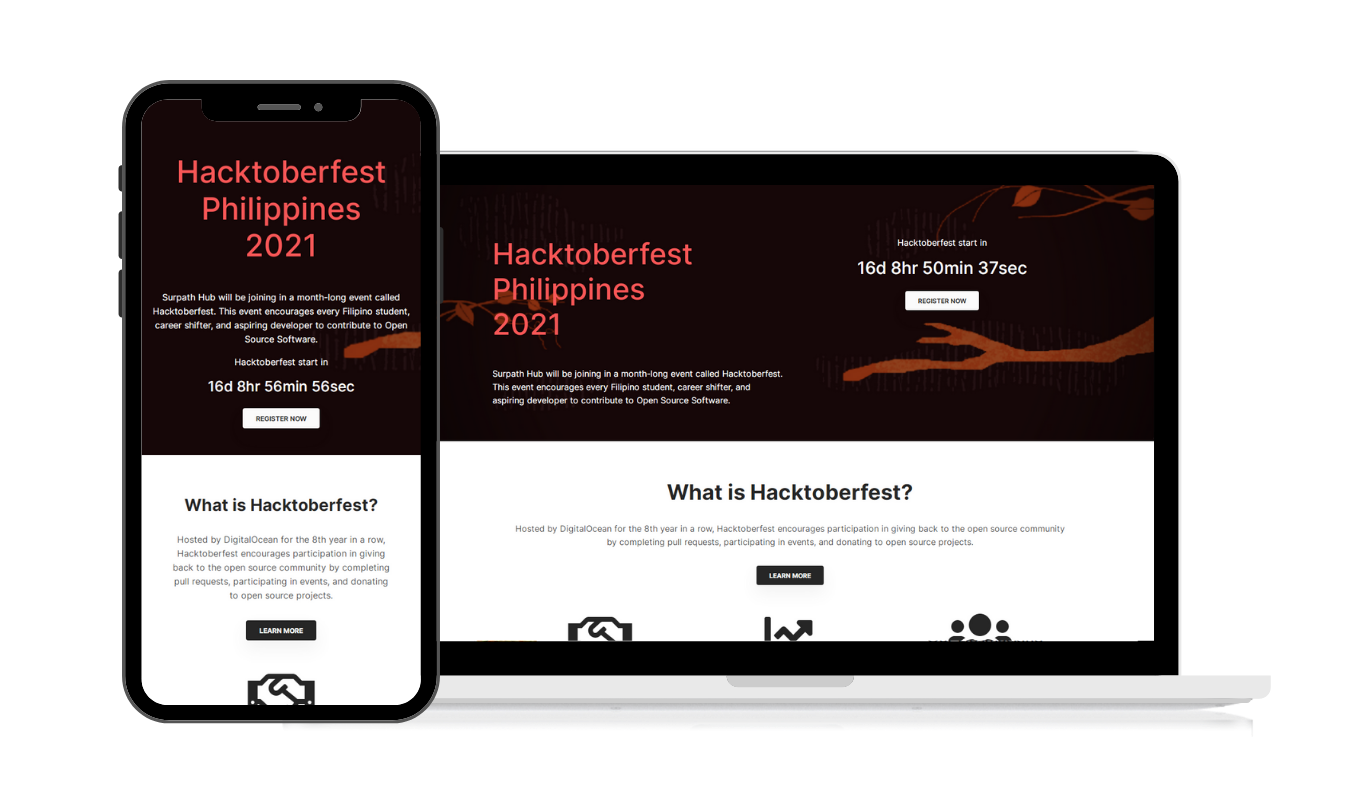 Hacktoberfest
Philippines
2021
Surpath Hub will be joining in a month-long event called
Hacktoberfest. This event encourages every Filipino student,
career shifter, and aspiring developer to contribute to Open
Source Software.
Hacktoberfest start in
16d 8hr 56min 56sec
REGISTER NOW
What is Hacktoberfest?
Hosted by DigitalOcean for the 8th year in a row,
Hacktoberfest encourages participation in giving
back to the open source community by completing
pull requests, participating in events, and donating
to open source projects.
LEARN MORE
Hacktoberfest
Philippines
2021
Surpath Hub will be joining in a month-long event called Hacktoberfest.
This event encourages every Filipino student, career shifter, and
aspiring developer to contribute to Open Source Software.
Hacktoberfest start in
16d 8hr 50min 37sec
REGISTER NOW
What is Hacktoberfest?
Hosted by DigitalOcean for the 8th year in a row, Hacktoberfest encourages participation in giving back to the open source community
by completing pull requests, participating in events, and donating to open source projects.
LEARN MORE